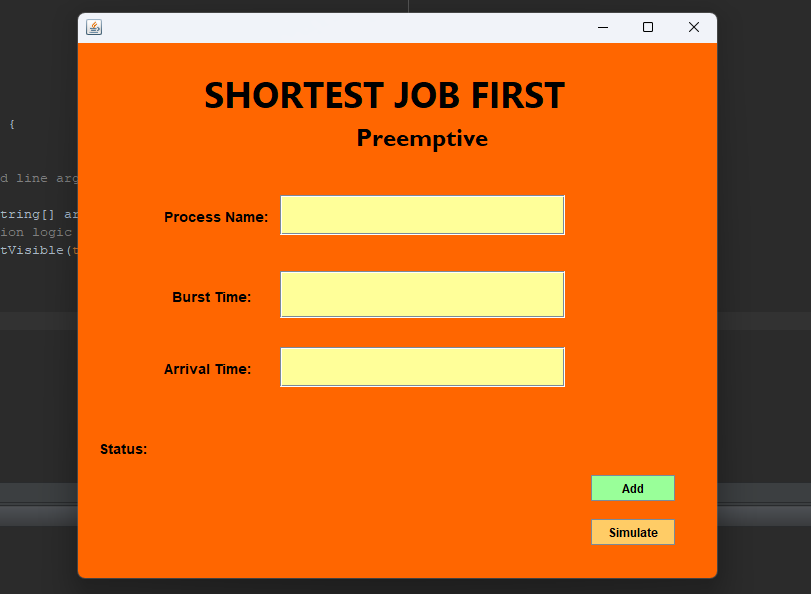 SHORTEST JOB FIRST
Preemptive
{
d line arg
tring[] ar
ion logic
tVisible(t
Process Name:
Burst Time:
Arrival Time:
Status:
Add
Simulate